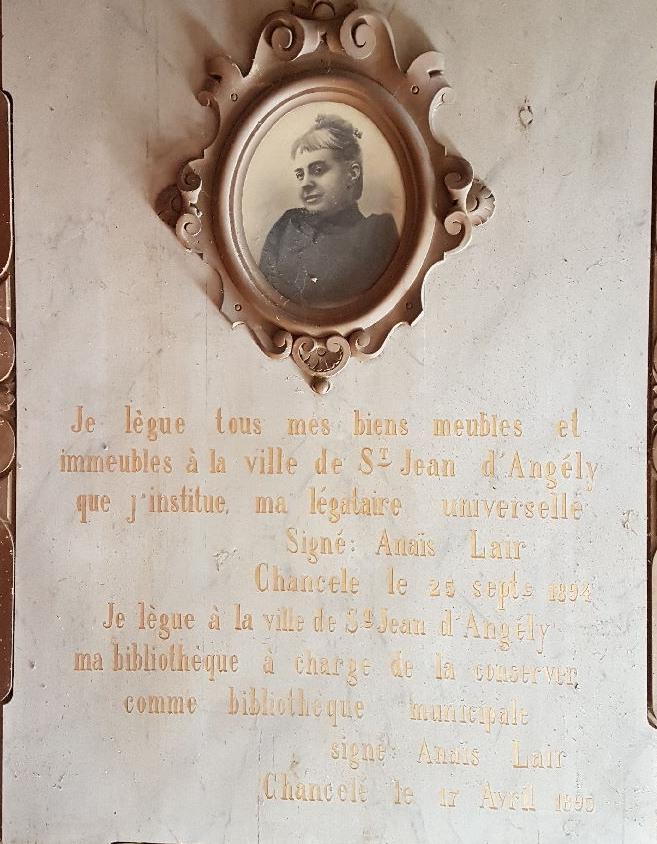 Je lègue tous mes biens meubles et
immeubles à la ville de St Jean d'Angély
que j'institue, ma légataire universelle
Signé: Anaïs Lair
Chancele le 25 septe 1894
Je lègue à la ville de St Jean d'Angély
ma bibliothèque à charge de la conserver
comme bibliothèque municipale
signé: Anaïs Lair
Chancelé le 17 Avril